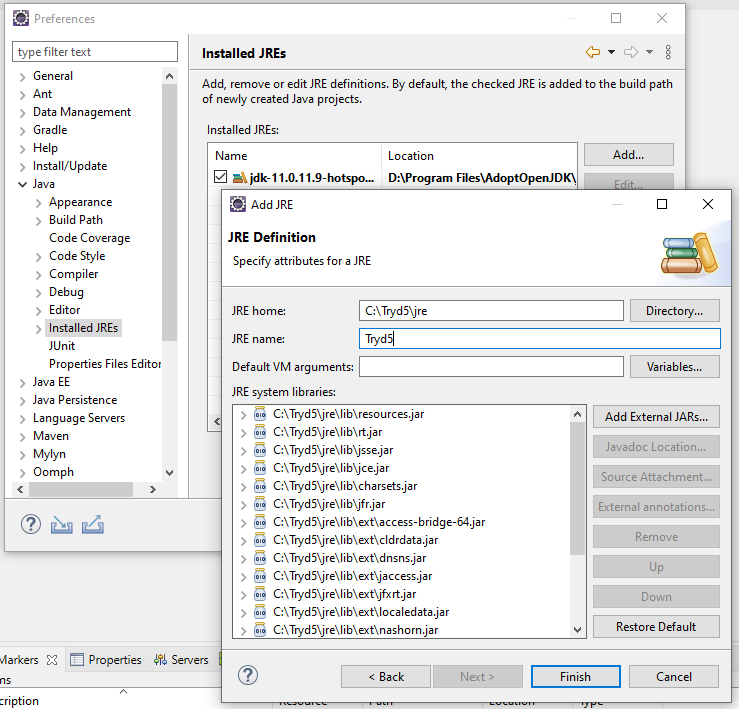 Preferences
type filter text
General
Ant
Data Management
Gradle
Help
Install/Update
Java
Appearance
Build Path
Code Coverage
Code Style
Compiler
Debug
Editor
Installed JREs
JUnit
Properties Files Editor
Java EE
Java Persistence
Language Servers
Maven
Mylyn
Oomph
Installed JREs
Add, remove or edit JRE definitions. By default, the checked JRE is added to the build path
of newly created Java projects.
Installed JREs:
Name Location
jdk-11.0.11.9-hotspo... D:\Program Files\AdoptOpenJDK\
Add...
Edit...
Add JRE
JRE Definition
Specify attributes for a JRE
JRE home: C:\Tryd5\jre Directory...
JRE name: Tryd5
Default VM arguments: Variables...
JRE system libraries:
C:\Tryd5\jre\lib\resources.jar
C:\Tryd5\jre\lib\rt.jar
C:\Tryd5\jre\lib\jsse.jar
C:\Tryd5\jre\lib\jce.jar
C:\Tryd5\jre\lib\charsets.jar
C:\Tryd5\jre\lib\jfr.jar
C:\Tryd5\jre\lib\ext\access-bridge-64.jar
C:\Tryd5\jre\lib\ext\cldrdata.jar
C:\Tryd5\jre\lib\ext\dnsns.jar
C:\Tryd5\jre\lib\ext\jaccess.jar
C:\Tryd5\jre\lib\ext\jfxrt.jar
C:\Tryd5\jre\lib\ext\localedata.jar
C:\Tryd5\jre\lib\ext\nashorn.jar
Add External JARs...
Javadoc Location...
Source Attachment...
External annotations...
Remove
Up
Down
Restore Default
< Back Next > Finish Cancel
Markers Properties Servers
ms
cription Resource Path Location Type